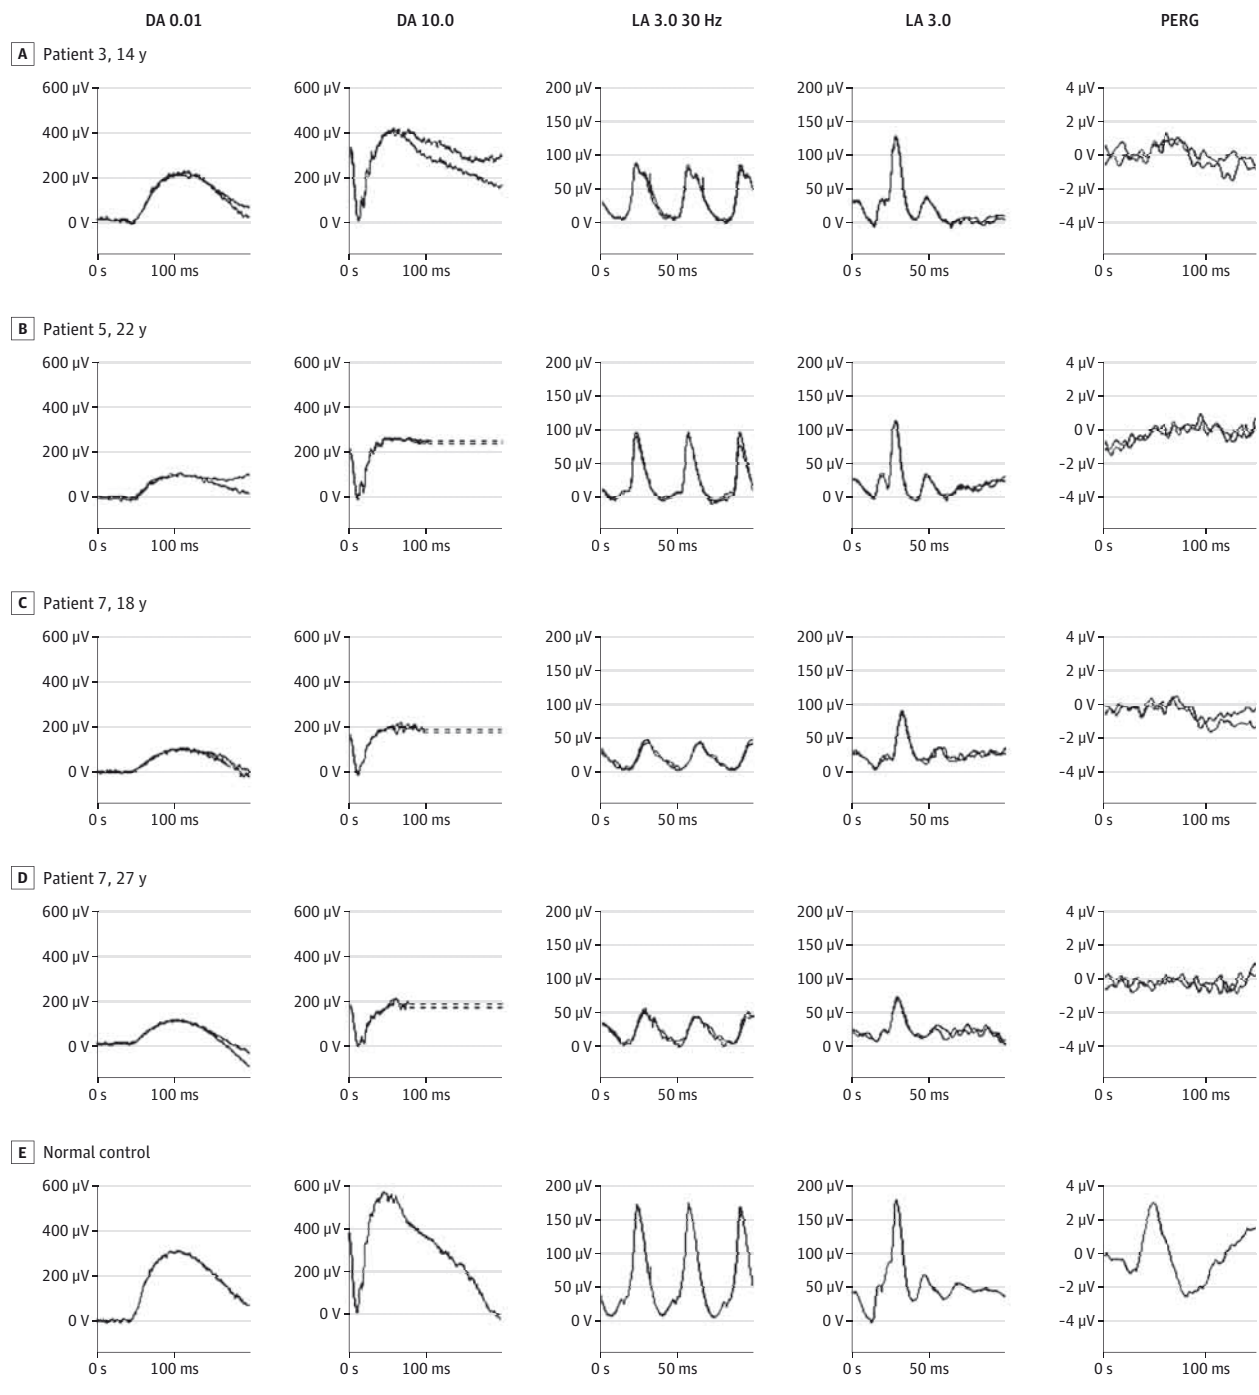 DA 0.01 DA 10.0 LA 3.0 30 Hz LA 3.0 PERG
A Patient 3, 14 y
600 µV 600 µV 200 µV 200 µV 4 µV
150 µV 150 µV 2 µV
400 µV 400 µV
100 µV 100 µV 0 V
200 µV 200 µV
50 µV 50 µV -2 µV
0 V 0 V 0 V 0 V -4 µV
0 s 100 ms 0 s 100 ms 0 s 50 ms 0 s 50 ms 0 s 100 ms
B Patient 5, 22 y
600 µV 600 µV 200 µV 200 µV 4 µV
150 µV 150 µV 2 µV
400 µV 400 µV
100 µV 100 µV 0 V
200 µV 200 µV
50 µV 50 µV -2 µV
0 V 0 V 0 V 0 V -4 µV
0 s 100 ms 0 s 100 ms 0 s 50 ms 0 s 50 ms 0 s 100 ms
C Patient 7, 18 y
600 µV 600 µV 200 µV 200 µV 4 µV
150 µV 150 µV 2 µV
400 µV 400 µV
100 µV 100 µV 0 V
200 µV 200 µV
50 µV 50 µV -2 µV
0 V 0 V 0 V 0 V -4 µV
0 s 100 ms 0 s 100 ms 0 s 50 ms 0 s 50 ms 0 s 100 ms
D Patient 7, 27 y
600 µV 600 µV 200 µV 200 µV 4 µV
150 µV 150 µV 2 µV
400 µV 400 µV
100 µV 100 µV 0 V
200 µV 200 µV
50 µV 50 µV -2 µV
0 V 0 V 0 V 0 V -4 µV
0 s 100 ms 0 s 100 ms 0 s 50 ms 0 s 50 ms 0 s 100 ms
E Normal control
600 µV 600 µV 200 µV 200 µV 4 µV
150 µV 150 µV 2 µV
400 µV 400 µV
100 µV 100 µV 0 V
200 µV 200 µV
50 µV 50 µV -2 µV
0 V 0 V 0 V 0 V -4 µV
0 s 100 ms 0 s 100 ms 0 s 50 ms 0 s 50 ms 0 s 100 ms